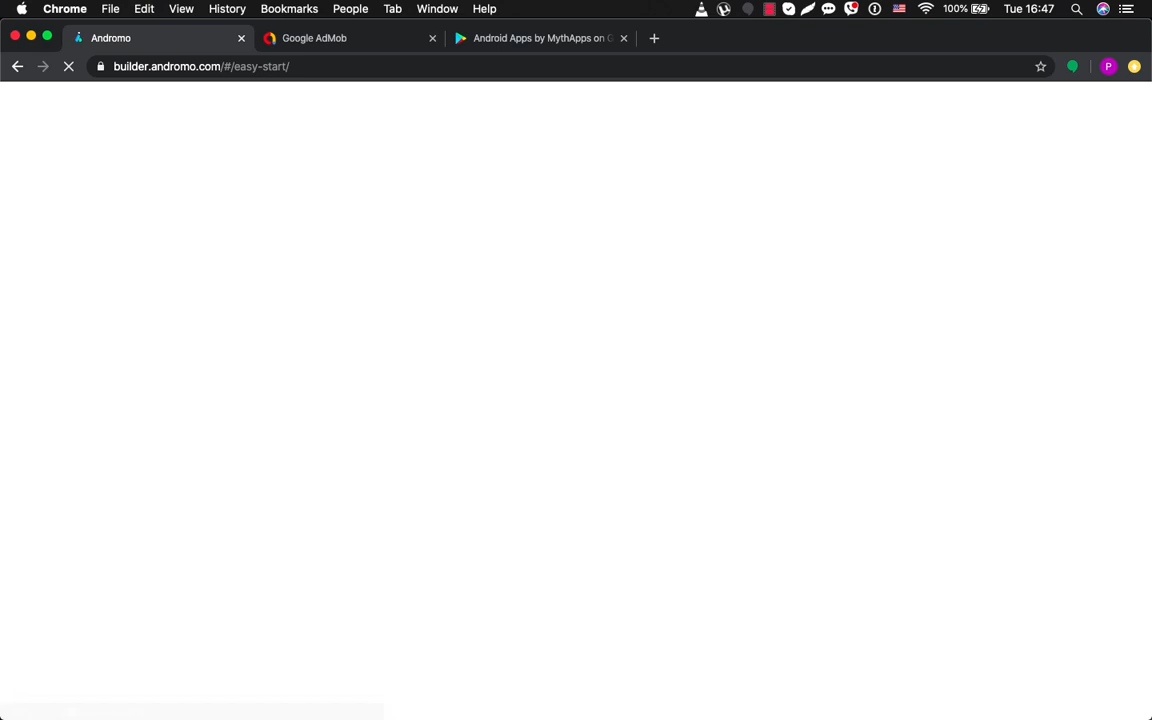 Chrome File Edit View History Bookmarks People Tab Window Help 100% Tue 16:47
Andromo Google AdMob Android Apps by MythApps on G
builder.andromo.com/#/easy-start/ P